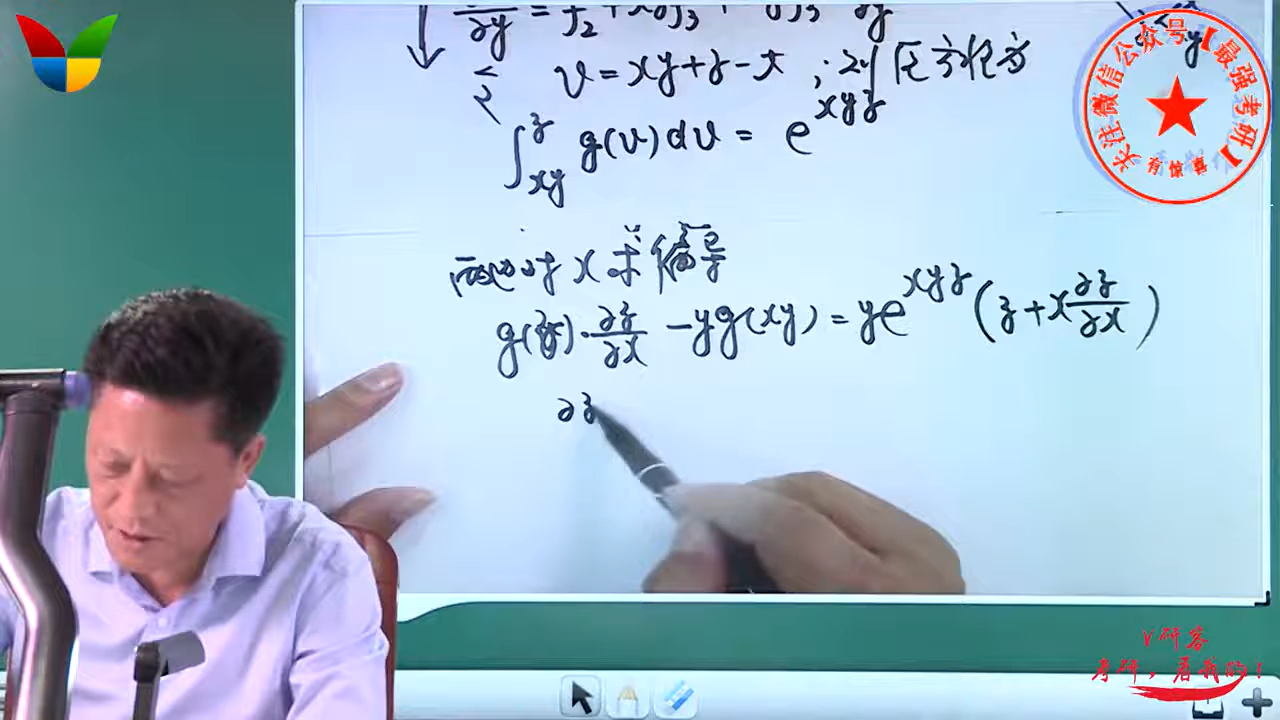 v = xy + z - t ; 2)
∫_{xy}^{z} g(v) dv = e^{xyz}
两边对 x 求偏导
g(z) · ∂z/∂x - yg(xy) = ye^{xyz} (z + x ∂z/∂x)
∂z
关注微信公众号【最强考研】
有惊喜
V研客
考研,看我的!